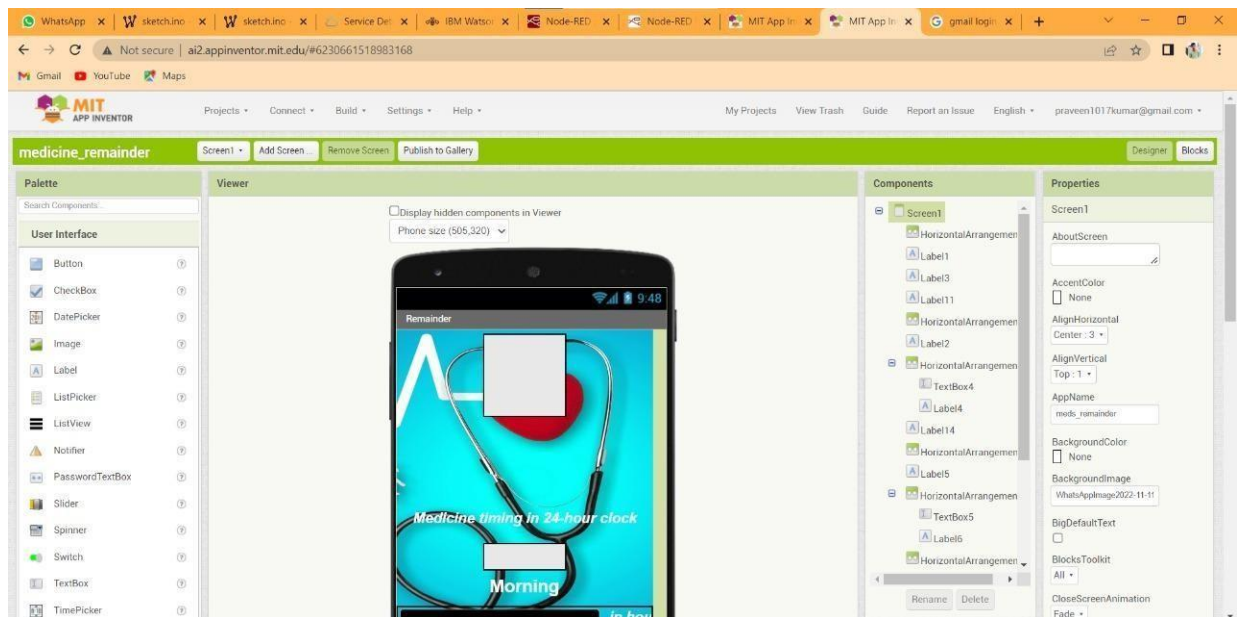 WhatsApp
sketch.ino
sketch.ino
Service Det
IBM Watson
Node-RED
Node-RED
MIT App In
MIT App In
gmail login
Not secure | ai2.appinventor.mit.edu/#6230661518983168
Gmail YouTube Maps
MIT
APP INVENTOR
Projects Connect Build Settings Help
My Projects View Trash Guide Report an Issue English praveen1017kumar@gmail.com
medicine_remainder
Screen1 Add Screen... Remove Screen Publish to Gallery
Designer Blocks
Palette
Search Components...
User Interface
Button
CheckBox
DatePicker
Image
Label
ListPicker
ListView
Notifier
PasswordTextBox
Slider
Spinner
Switch
TextBox
TimePicker
Viewer
Display hidden components in Viewer
Phone size (505,320)
9:48
Remainder
Medicine timing in 24-hour clock
Morning
Components
Screen1
HorizontalArrangemen
Label1
Label3
Label11
HorizontalArrangemen
Label2
HorizontalArrangemen
TextBox4
Label4
Label14
HorizontalArrangemen
Label5
HorizontalArrangemen
TextBox5
Label6
HorizontalArrangemen
Rename Delete
Properties
Screen1
AboutScreen
AccentColor
None
AlignHorizontal
Center : 3
AlignVertical
Top : 1
AppName
meds_remainder
BackgroundColor
None
BackgroundImage
WhatsAppImage2022-11-11
BigDefaultText
BlocksToolkit
All
CloseScreenAnimation
Fade